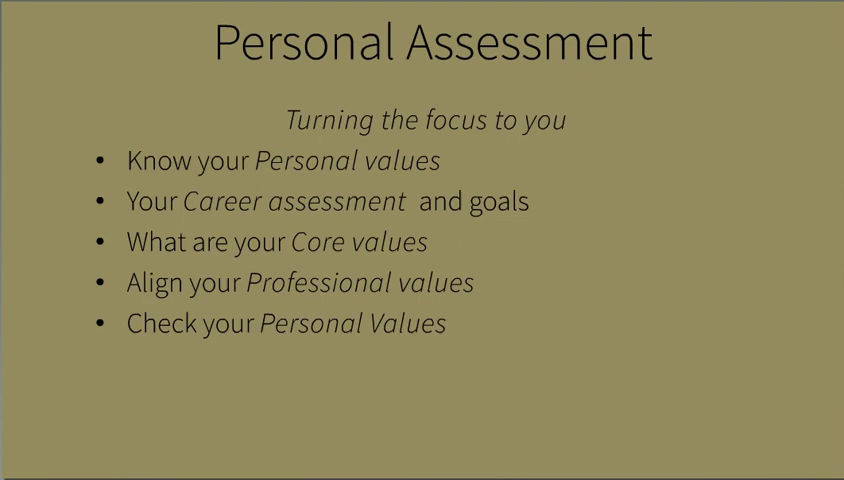 Personal Assessment
Turning the focus to you
• Know your Personal values
• Your Career assessment and goals
• What are your Core values
• Align your Professional values
• Check your Personal Values